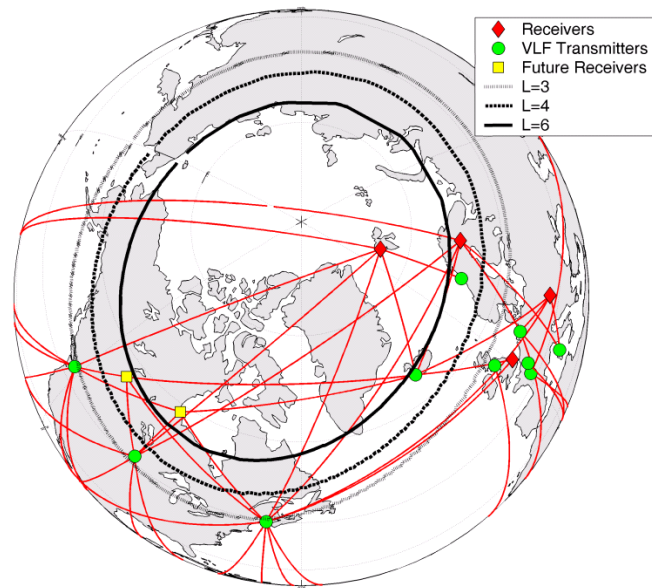 Receivers
VLF Transmitters
Future Receivers
L=3
L=4
L=6